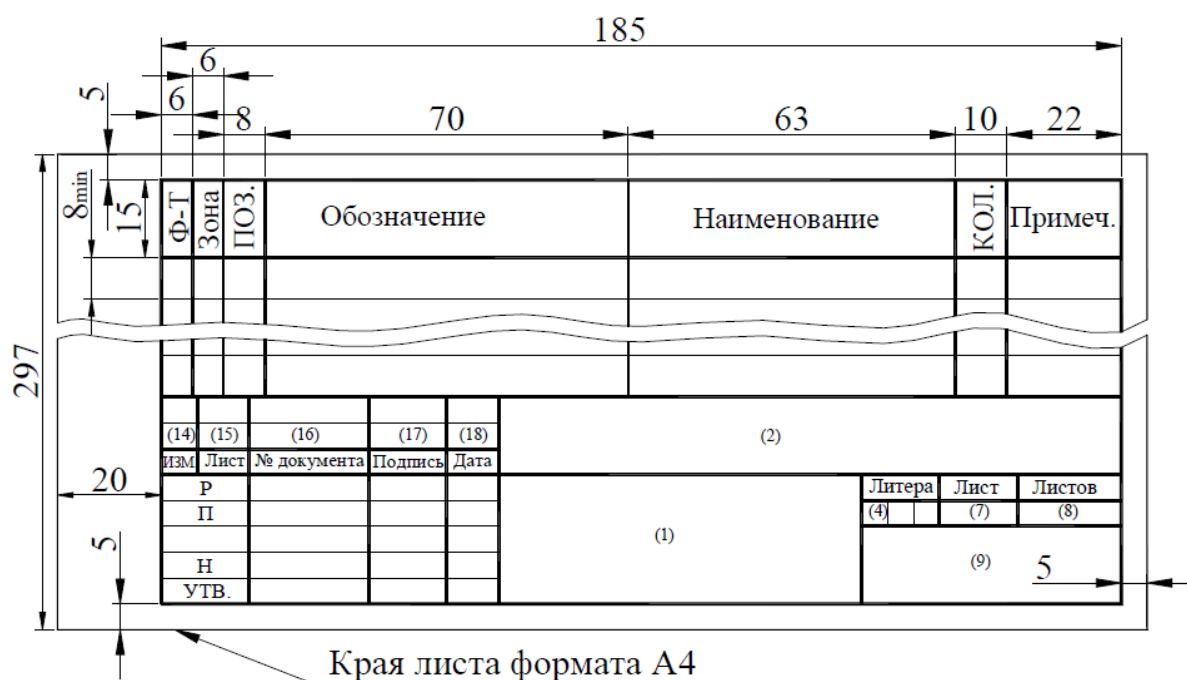 185
6
5
6
8
70
63
10
22
8min
15
Ф-Т
Зона
ПОЗ.
Обозначение
Наименование
КОЛ.
Примеч.
297
(14) (15) (16) (17) (18)
(2)
ИЗМ. Лист № документа Подпись Дата
20
Р
Литера Лист Листов
П
(4) (7) (8)
(1)
5
Н
(9)
5
УТВ.
Края листа формата А4